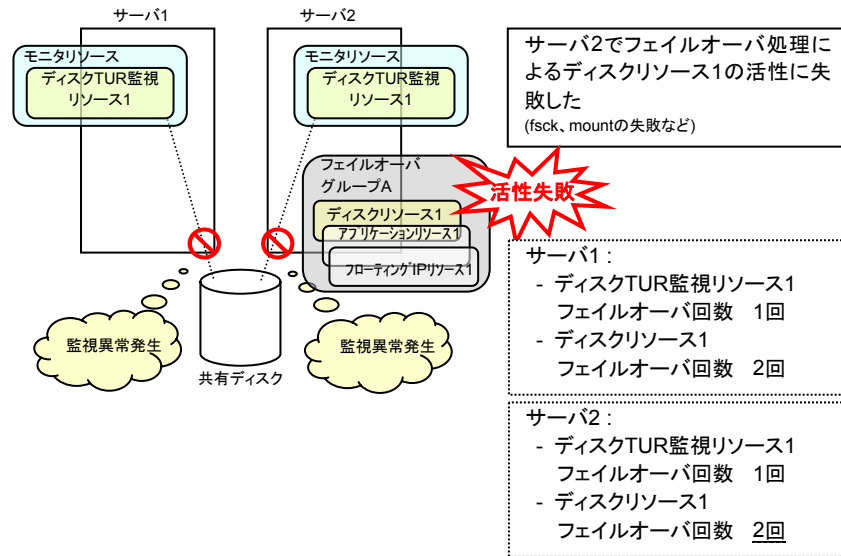 サーバ1
サーバ2
モニタリソース
ディスクTUR監視
リソース1
モニタリソース
ディスクTUR監視
リソース1
フェイルオーバ
グループA
活性失敗
ディスクリソース1
アプリケーションリソース1
フローティングIPリソース1
監視異常発生
監視異常発生
共有ディスク
サーバ2でフェイルオーバ処理に
よるディスクリソース1の活性に失
敗した
(fsck、mountの失敗など)
サーバ1 :
- ディスクTUR監視リソース1
フェイルオーバ回数 1回
- ディスクリソース1
フェイルオーバ回数 2回
サーバ2 :
- ディスクTUR監視リソース1
フェイルオーバ回数 1回
- ディスクリソース1
フェイルオーバ回数 2回